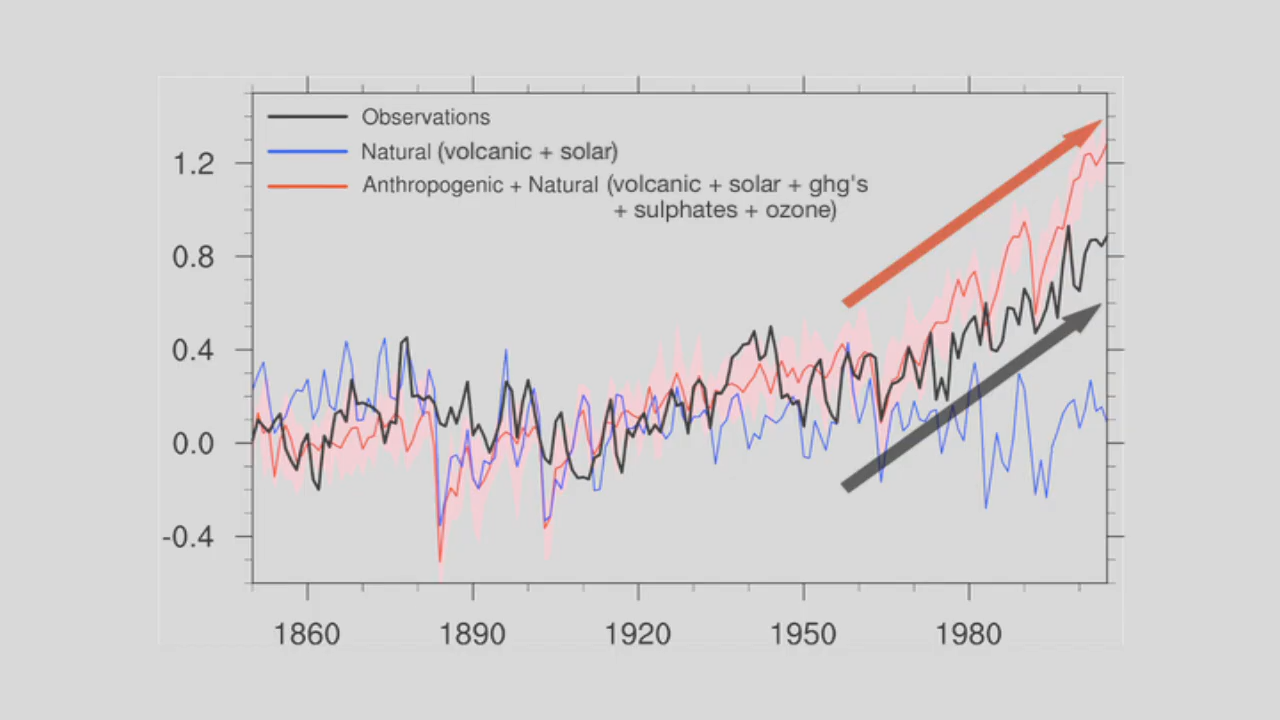 Observations
Natural (volcanic + solar)
Anthropogenic + Natural (volcanic + solar + ghg's
+ sulphates + ozone)
1.2
0.8
0.4
0.0
-0.4
1860 1890 1920 1950 1980